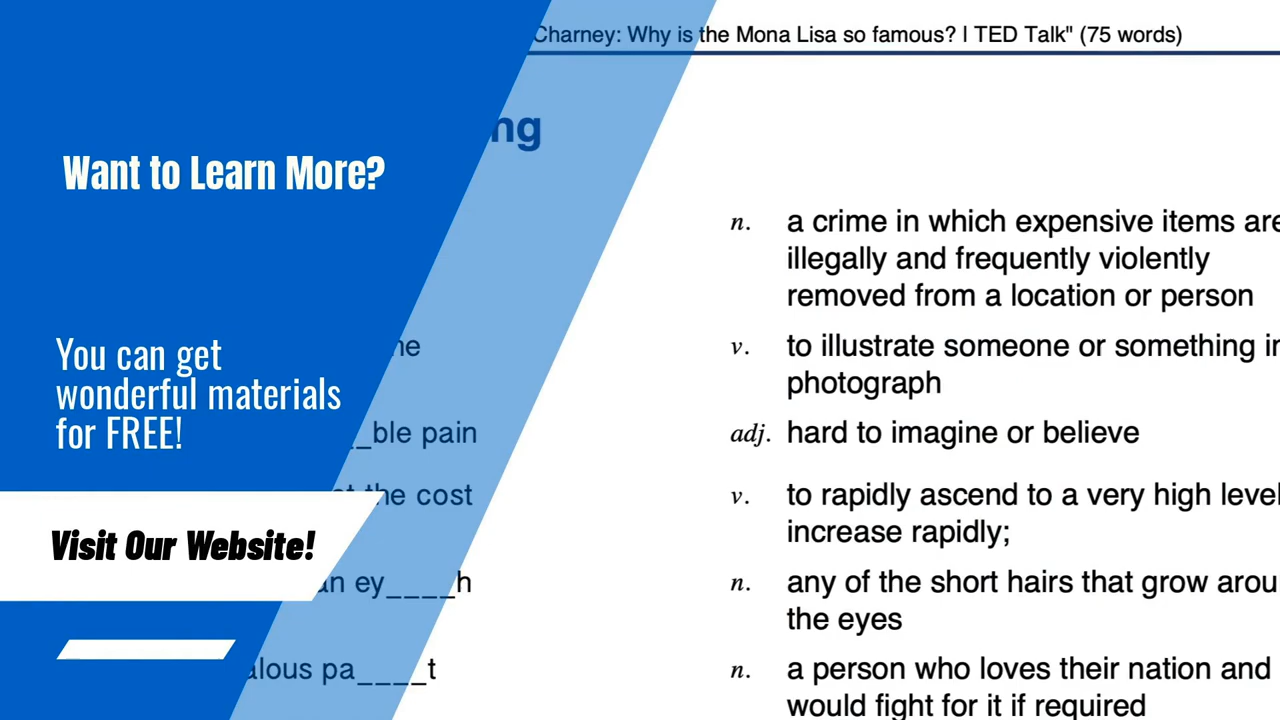 Charney: Why is the Mona Lisa so famous? | TED Talk" (75 words)
ng
Want to Learn More?
You can get
wonderful materials
for FREE!
Visit Our Website!
ne
_ble pain
at the cost
an ey____h
alous pa____t
n. a crime in which expensive items are
illegally and frequently violently
removed from a location or person
v. to illustrate someone or something in
photograph
adj. hard to imagine or believe
v. to rapidly ascend to a very high level
increase rapidly;
n. any of the short hairs that grow arou
the eyes
n. a person who loves their nation and
would fight for it if required